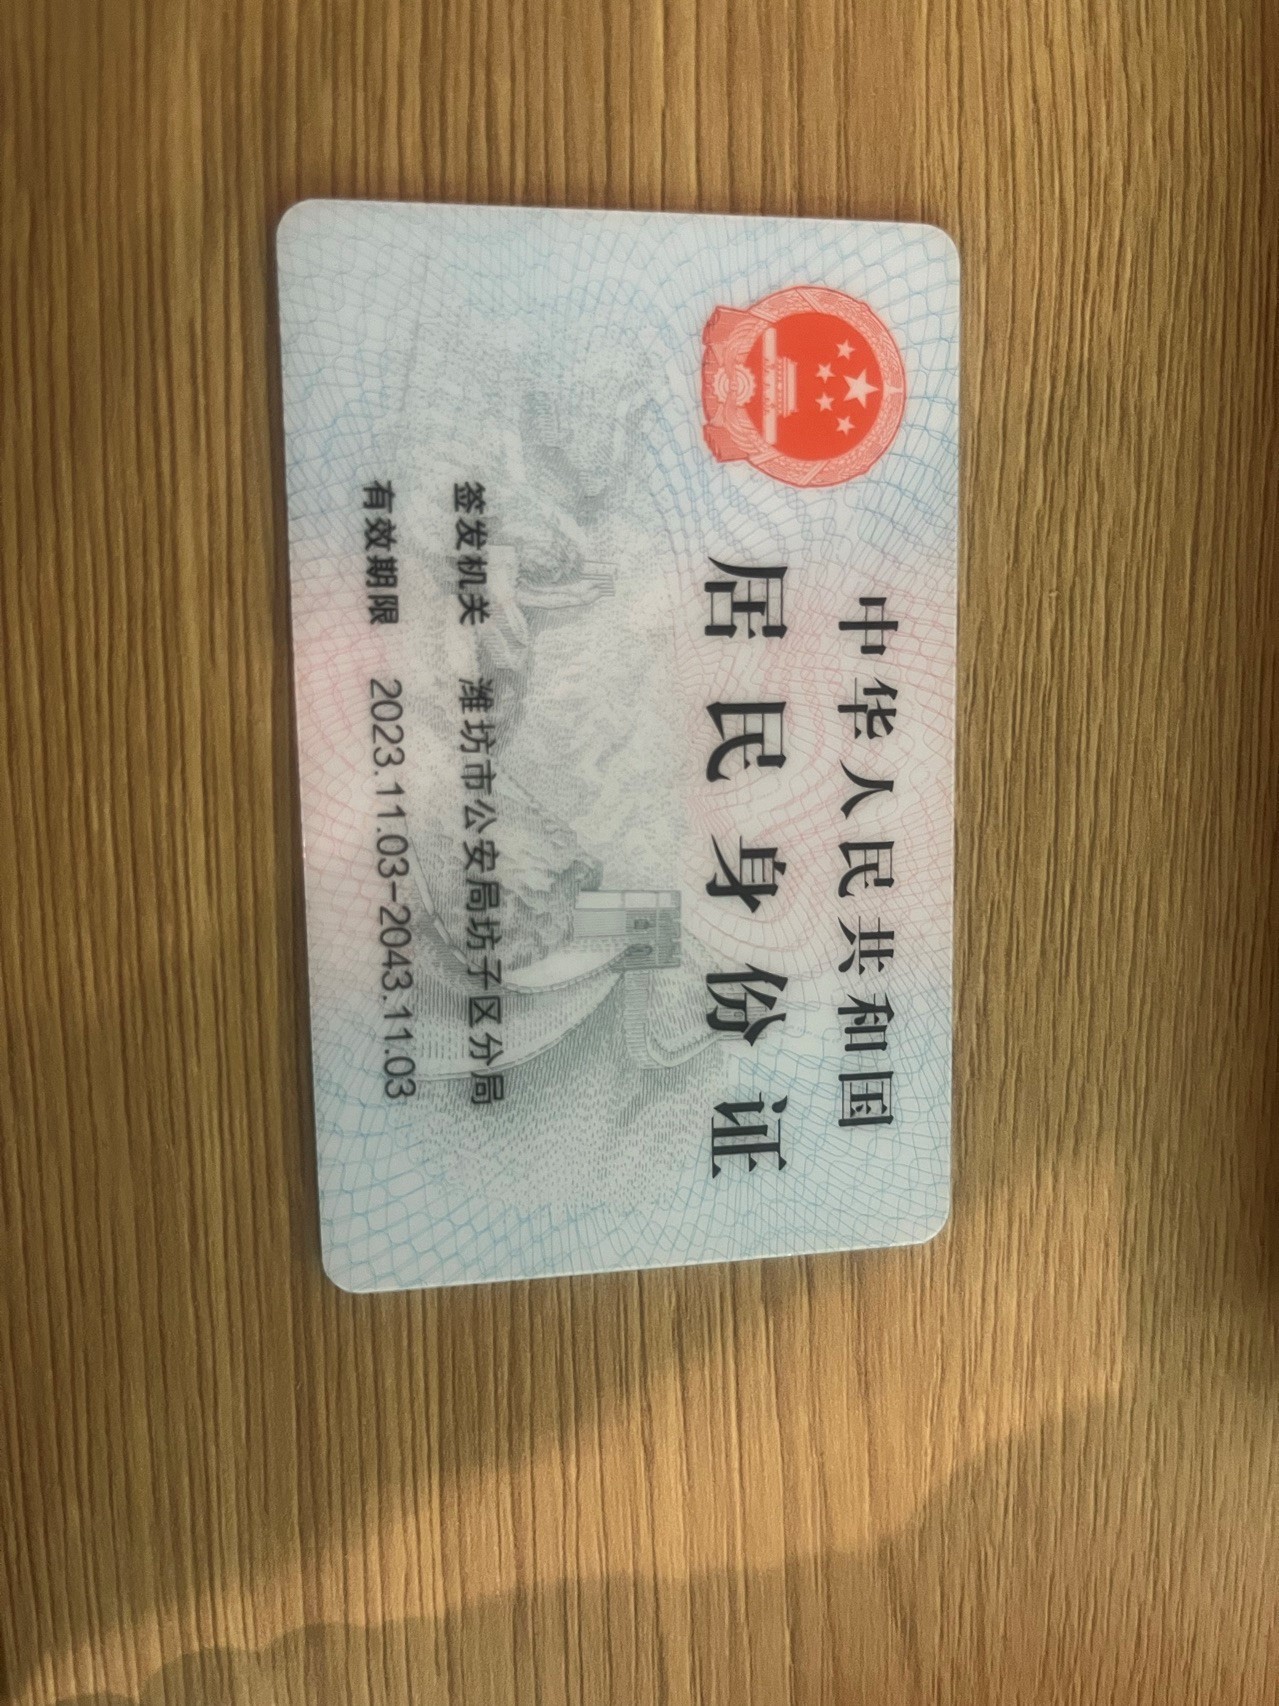 中华人民共和国
居民身份证
签发机关 潍坊市公安局坊子区分局
有效期限 2023.11.03-2043.11.03